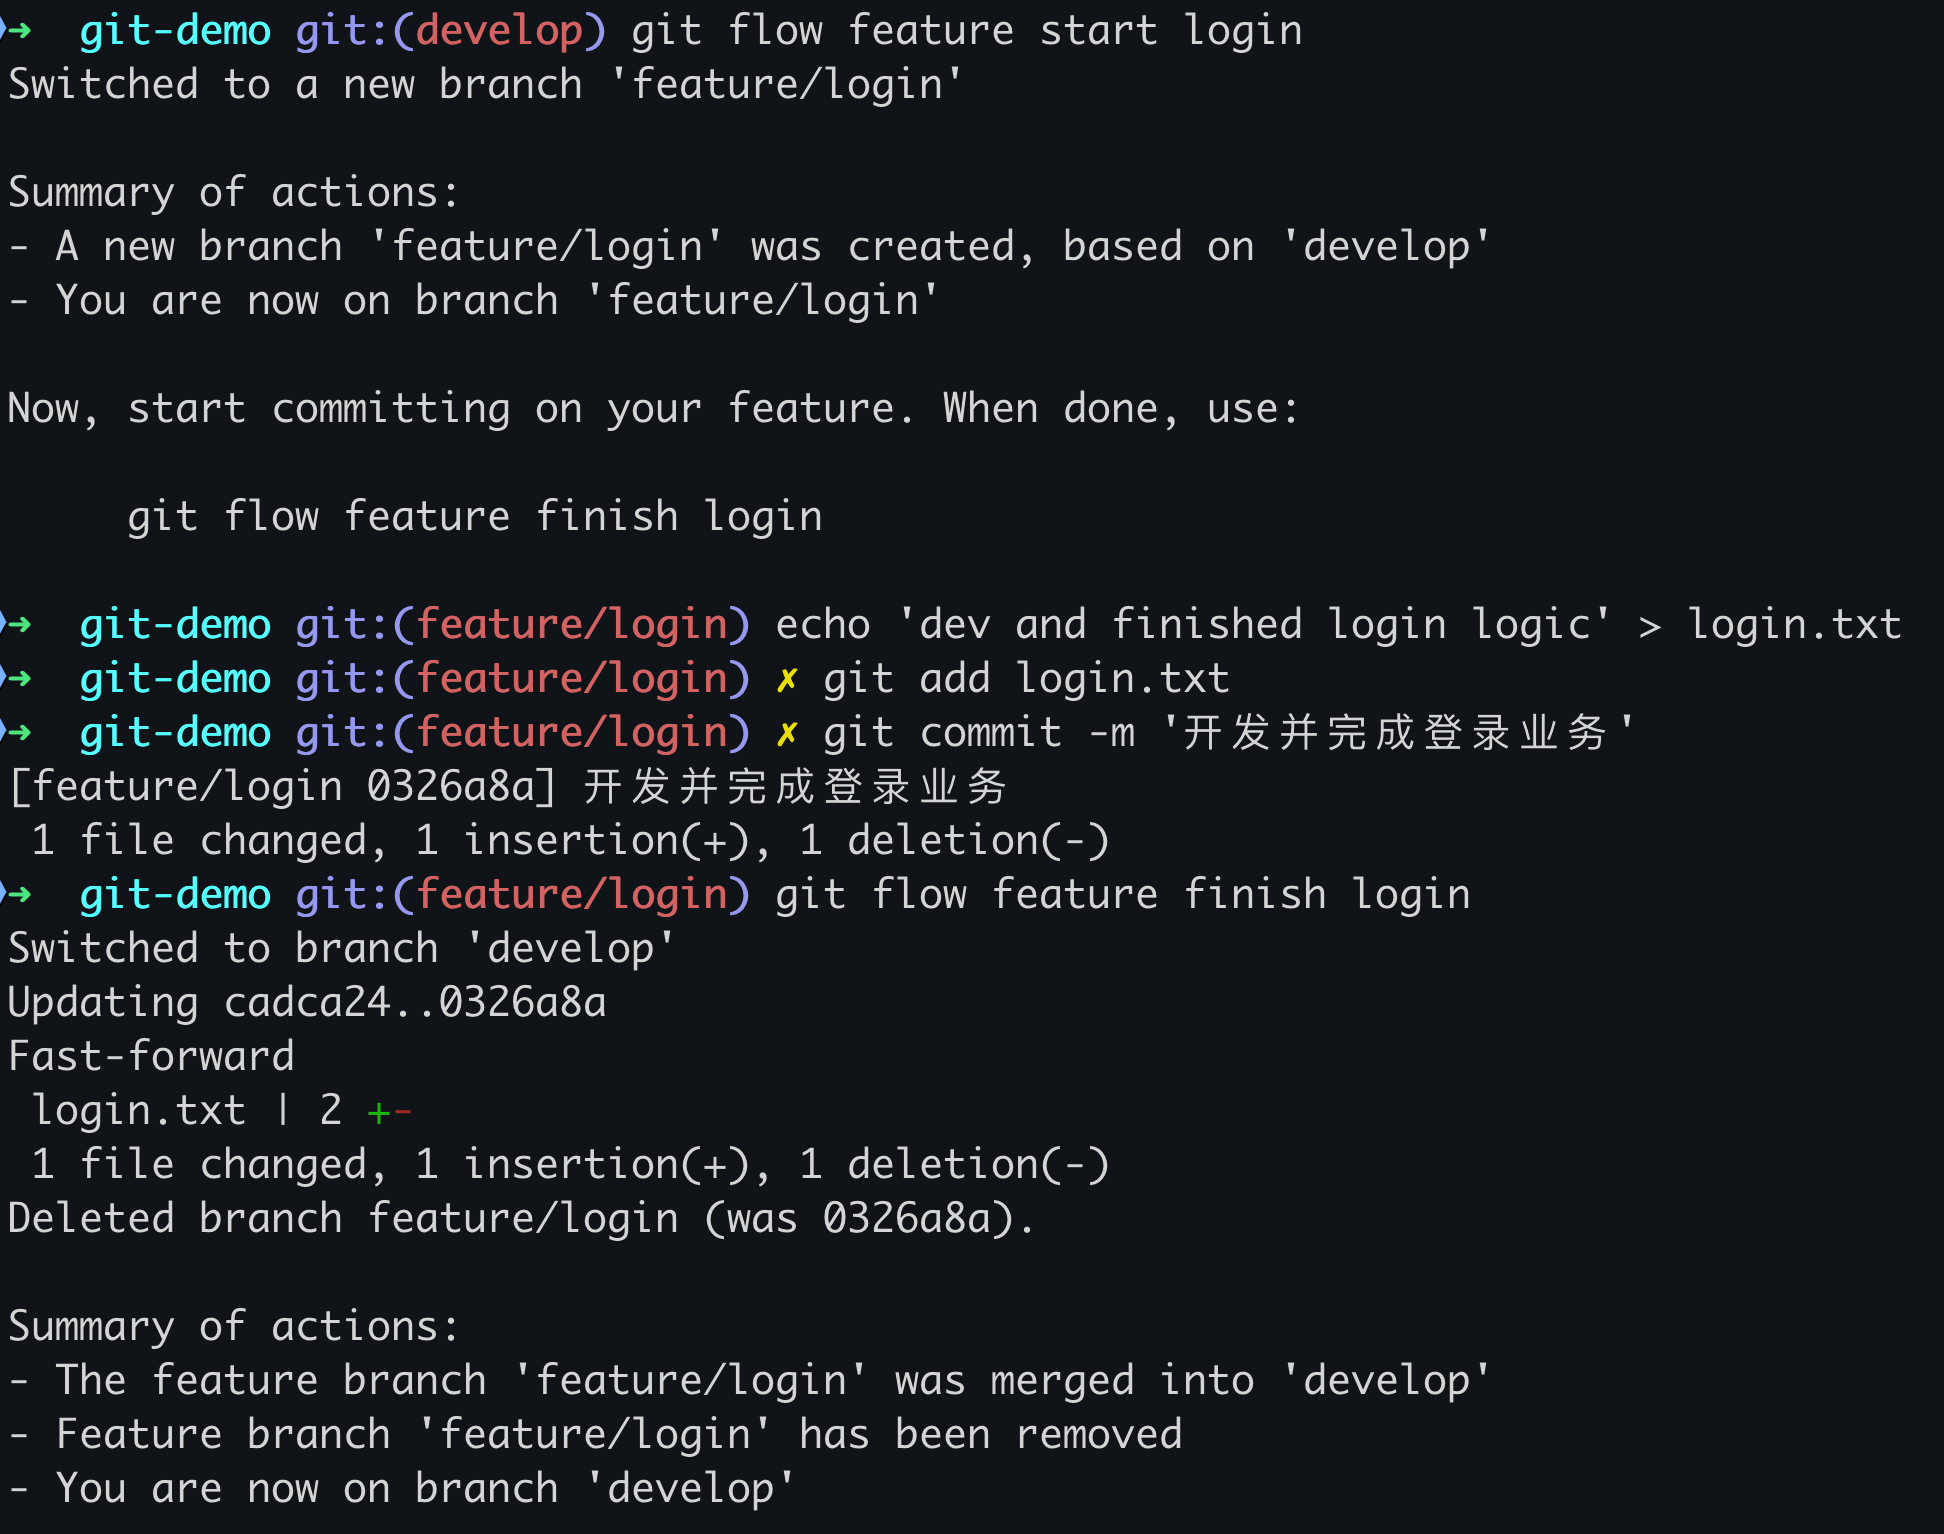 ➜  git-demo git:(develop) git flow feature start login
Switched to a new branch 'feature/login'
Summary of actions:
- A new branch 'feature/login' was created, based on 'develop'
- You are now on branch 'feature/login'
Now, start committing on your feature. When done, use:
     git flow feature finish login
➜  git-demo git:(feature/login) echo 'dev and finished login logic' > login.txt
➜  git-demo git:(feature/login) ✗ git add login.txt
➜  git-demo git:(feature/login) ✗ git commit -m '开发并完成登录业务'
[feature/login 0326a8a] 开发并完成登录业务
 1 file changed, 1 insertion(+), 1 deletion(-)
➜  git-demo git:(feature/login) git flow feature finish login
Switched to branch 'develop'
Updating cadca24..0326a8a
Fast-forward
 login.txt | 2 +-
 1 file changed, 1 insertion(+), 1 deletion(-)
Deleted branch feature/login (was 0326a8a).
Summary of actions:
- The feature branch 'feature/login' was merged into 'develop'
- Feature branch 'feature/login' has been removed
- You are now on branch 'develop'